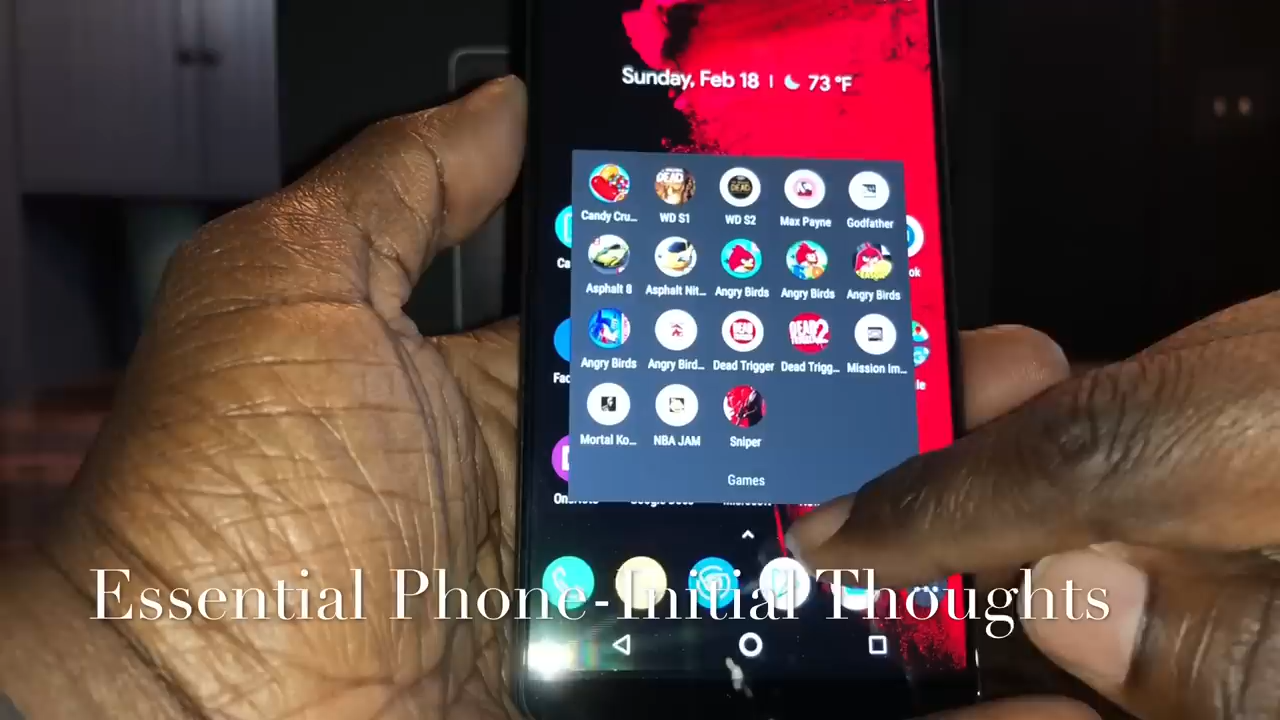 Sunday, Feb 18 | 73 °F
Candy Cru... WD S1 WD S2 Max Payne Godfather
Asphalt 8 Asphalt Nit... Angry Birds Angry Birds Angry Birds
Angry Birds Angry Bird... Dead Trigger Dead Trigg... Mission Im...
Mortal Ko... NBA JAM Sniper
Games
Essential Phone-Initial Thoughts